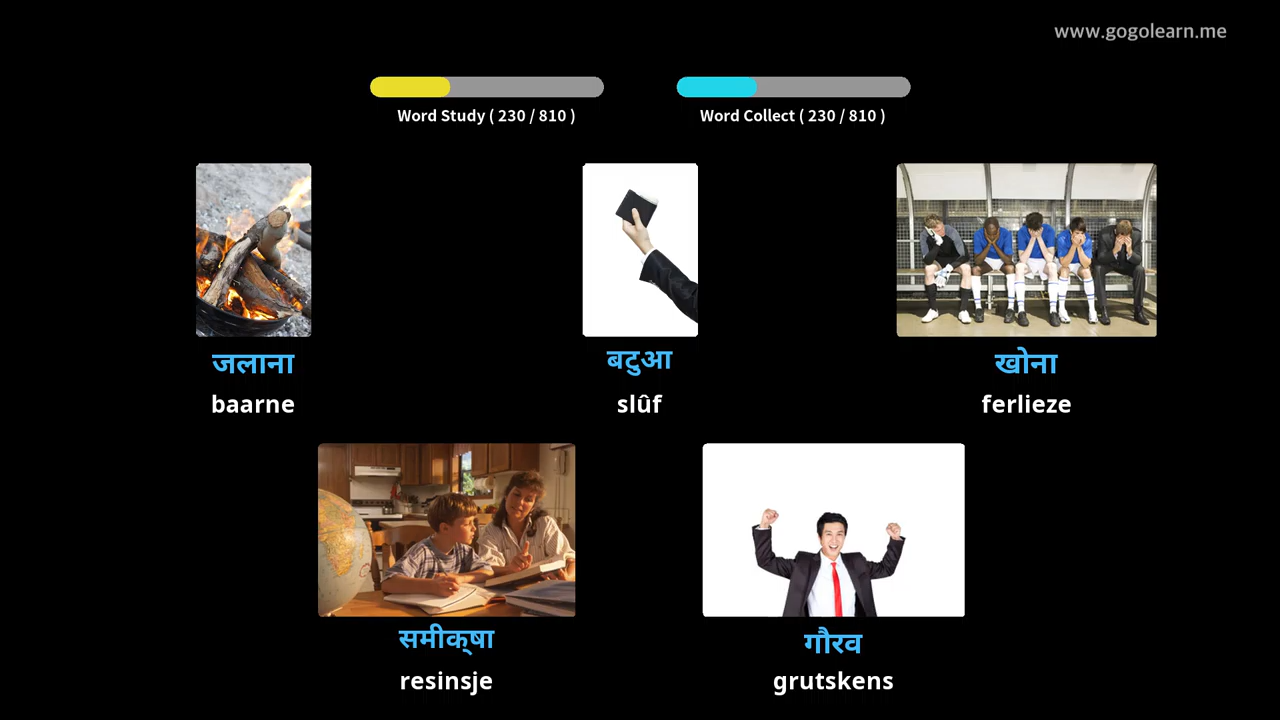 www.gogolearn.me
Word Study ( 230 / 810 )
Word Collect ( 230 / 810 )
जलाना
बटुआ
खोना
baarne
slûf
ferlieze
समीक्षा
गौरव
resinsje
grutskens